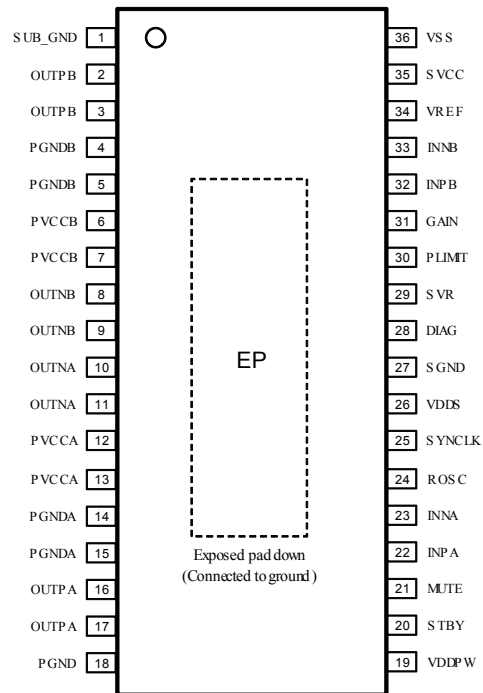 SUB_GND 1 36 VSS
OUTPB 2 35 SVCC
OUTPB 3 34 VREF
PGNDB 4 33 INNB
PGNDB 5 32 INPB
PVCCB 6 31 GAIN
PVCCB 7 30 PLIMIT
OUTNB 8 29 SVR
OUTNB 9 28 DIAG
OUTNA 10 27 SGND
EP
OUTNA 11 26 VDDS
PVCCA 12 25 SYNCLK
PVCCA 13 24 ROSC
PGNDA 14 23 INNA
PGNDA 15 22 INPA
Exposed pad down
(Connected to ground)
OUTPA 16 21 MUTE
OUTPA 17 20 STBY
PGND 18 19 VDDPW